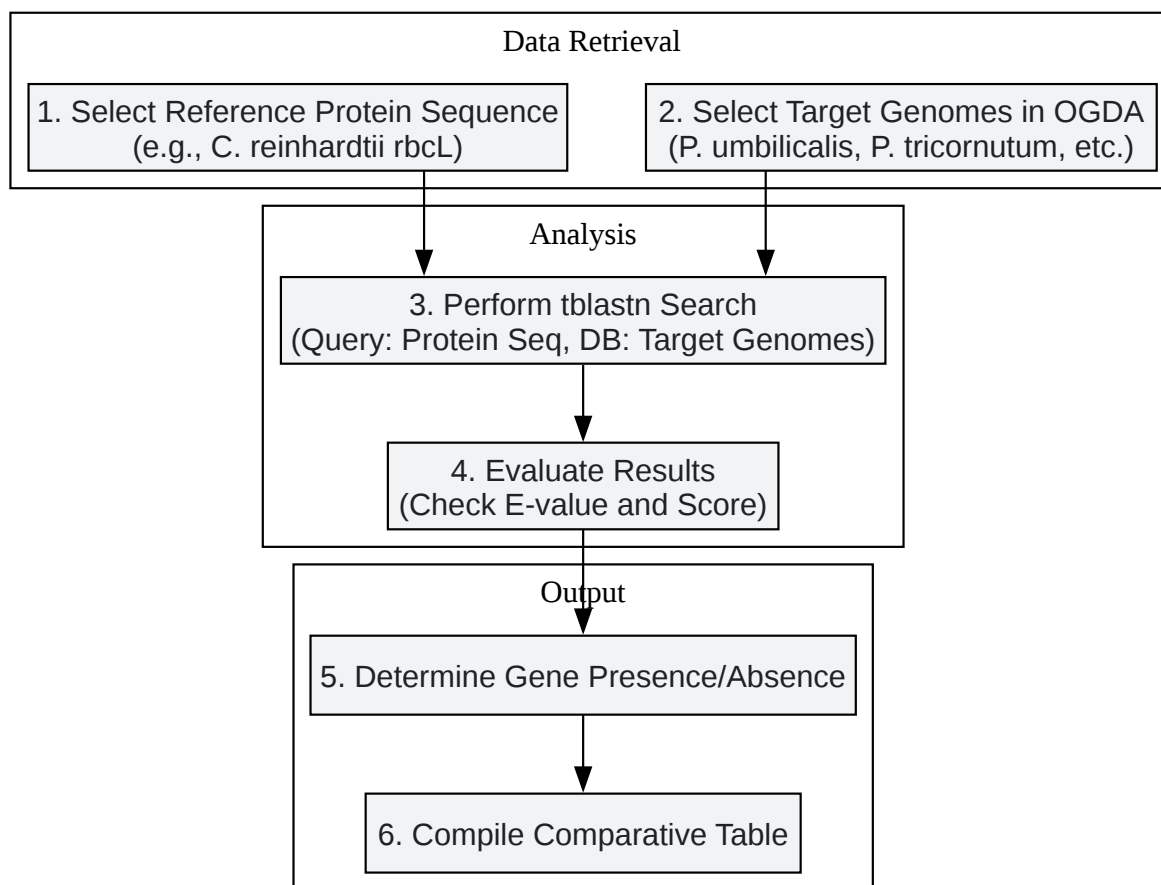 Data Retrieval
1. Select Reference Protein Sequence
(e.g., C. reinhardtii rbcL)
2. Select Target Genomes in OGDA
(P. umbilicalis, P. tricornutum, etc.)
Analysis
3. Perform tblastn Search
(Query: Protein Seq, DB: Target Genomes)
4. Evaluate Results
(Check E-value and Score)
Output
5. Determine Gene Presence/Absence
6. Compile Comparative Table